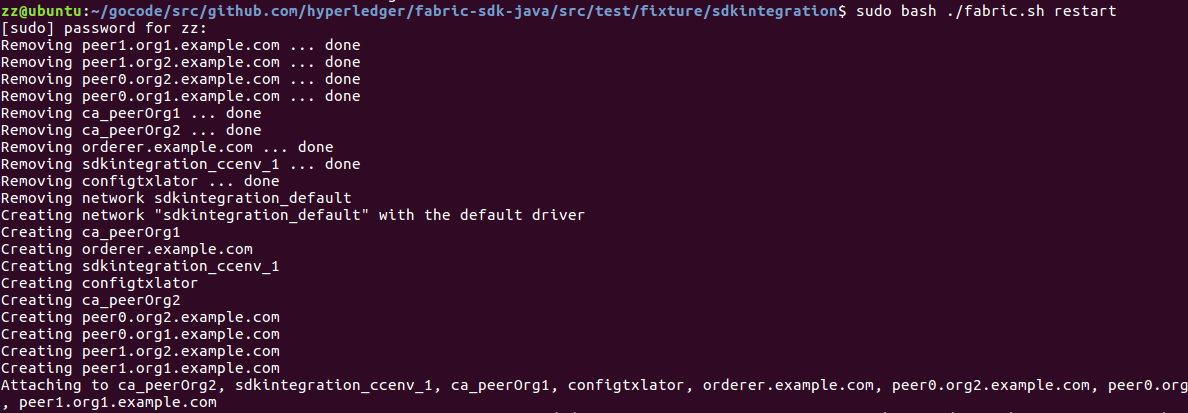 zz@ubuntu:~/gocode/src/github.com/hyperledger/fabric-sdk-java/src/test/fixture/sdkintegration$ sudo bash ./fabric.sh restart
[sudo] password for zz:
Removing peer1.org1.example.com ... done
Removing peer1.org2.example.com ... done
Removing peer0.org2.example.com ... done
Removing peer0.org1.example.com ... done
Removing ca_peerOrg1 ... done
Removing ca_peerOrg2 ... done
Removing orderer.example.com ... done
Removing sdkintegration_ccenv_1 ... done
Removing configtxlator ... done
Removing network sdkintegration_default
Creating network "sdkintegration_default" with the default driver
Creating ca_peerOrg1
Creating orderer.example.com
Creating sdkintegration_ccenv_1
Creating configtxlator
Creating ca_peerOrg2
Creating peer0.org2.example.com
Creating peer0.org1.example.com
Creating peer1.org2.example.com
Creating peer1.org1.example.com
Attaching to ca_peerOrg2, sdkintegration_ccenv_1, ca_peerOrg1, configtxlator, orderer.example.com, peer0.org2.example.com, peer0.org
, peer1.org1.example.com